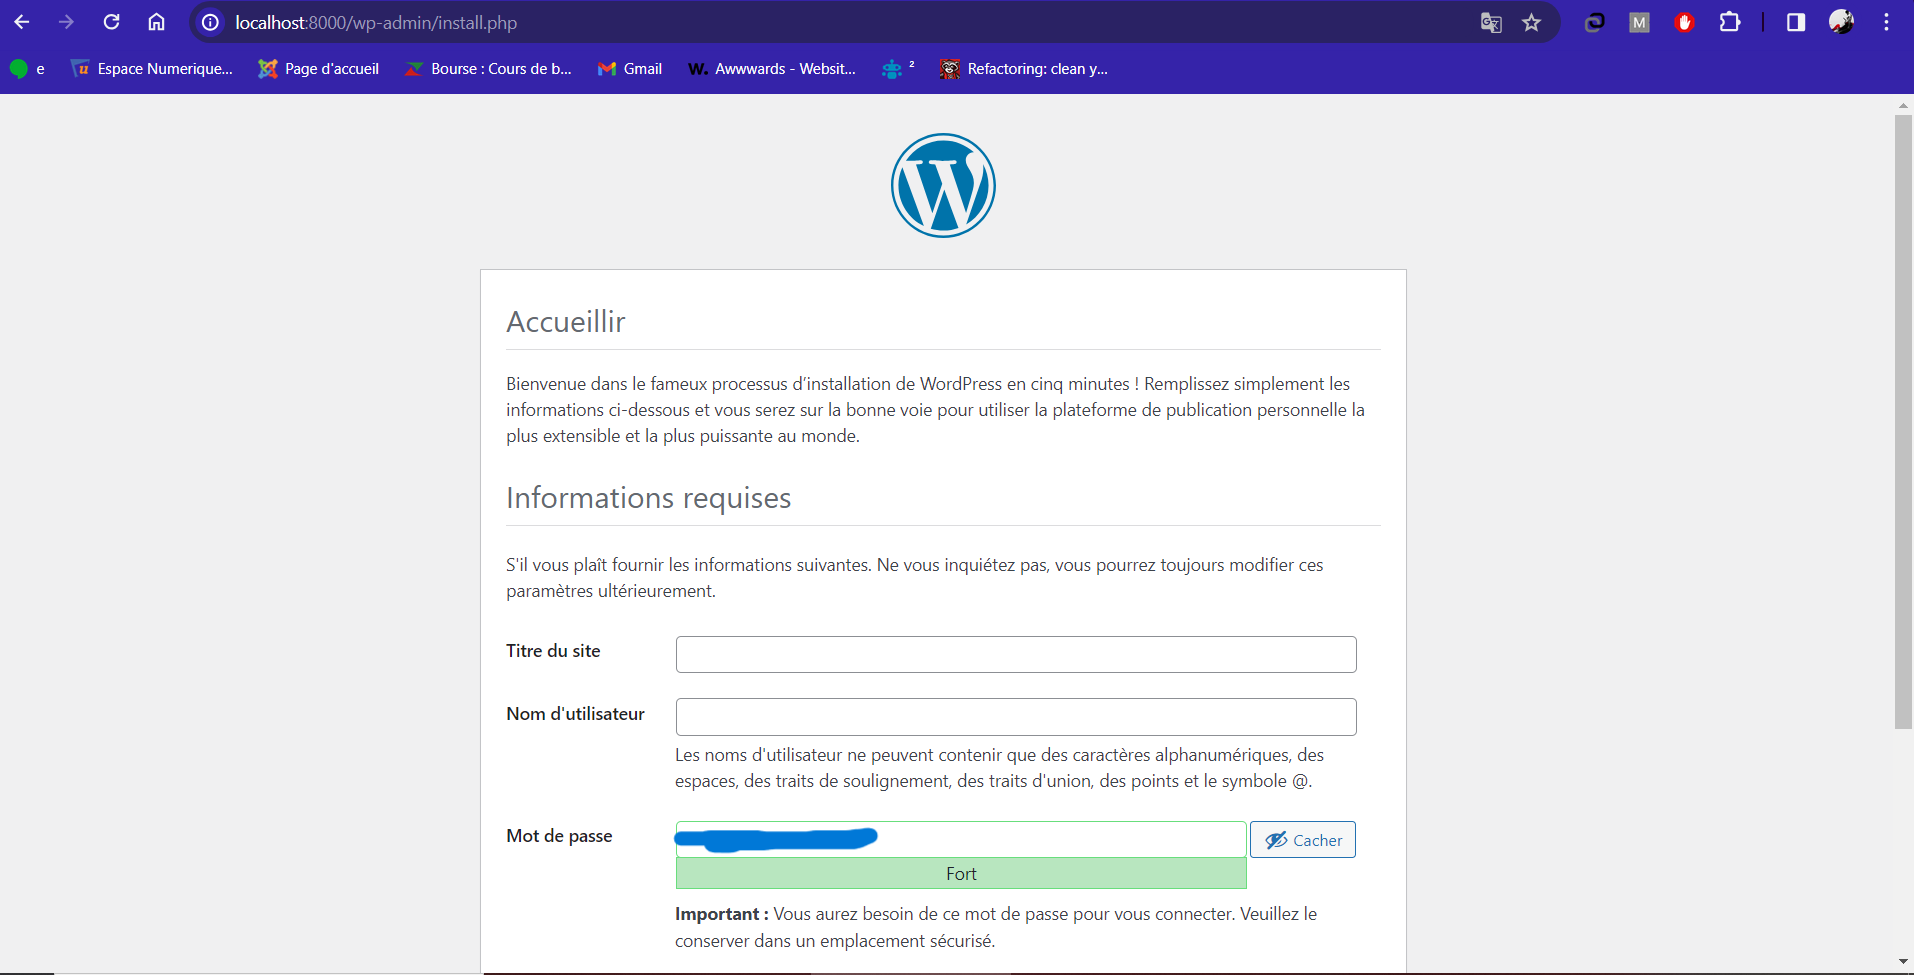 localhost:8000/wp-admin/install.php
M
e
Espace Numerique...
Page d'accueil
Bourse : Cours de b...
Gmail
W. Awwwards - Websit...
2
Refactoring: clean y...
Accueillir
Bienvenue dans le fameux processus d’installation de WordPress en cinq minutes ! Remplissez simplement les
informations ci-dessous et vous serez sur la bonne voie pour utiliser la plateforme de publication personnelle la
plus extensible et la plus puissante au monde.
Informations requises
S'il vous plaît fournir les informations suivantes. Ne vous inquiétez pas, vous pourrez toujours modifier ces
paramètres ultérieurement.
Titre du site
Nom d'utilisateur
Les noms d'utilisateur ne peuvent contenir que des caractères alphanumériques, des
espaces, des traits de soulignement, des traits d'union, des points et le symbole @.
Mot de passe
Cacher
Fort
Important : Vous aurez besoin de ce mot de passe pour vous connecter. Veuillez le
conserver dans un emplacement sécurisé.